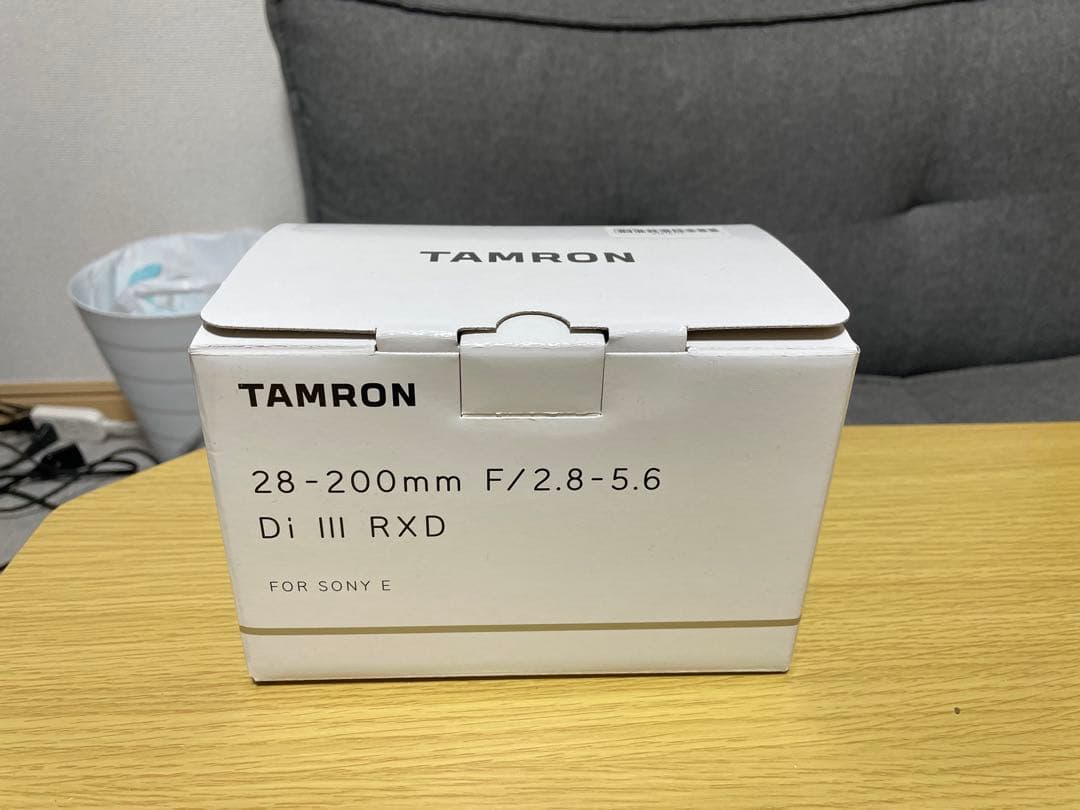 TAMRON
TAMRON
28-200mm F/2.8-5.6
Di III RXD
FOR SONY E